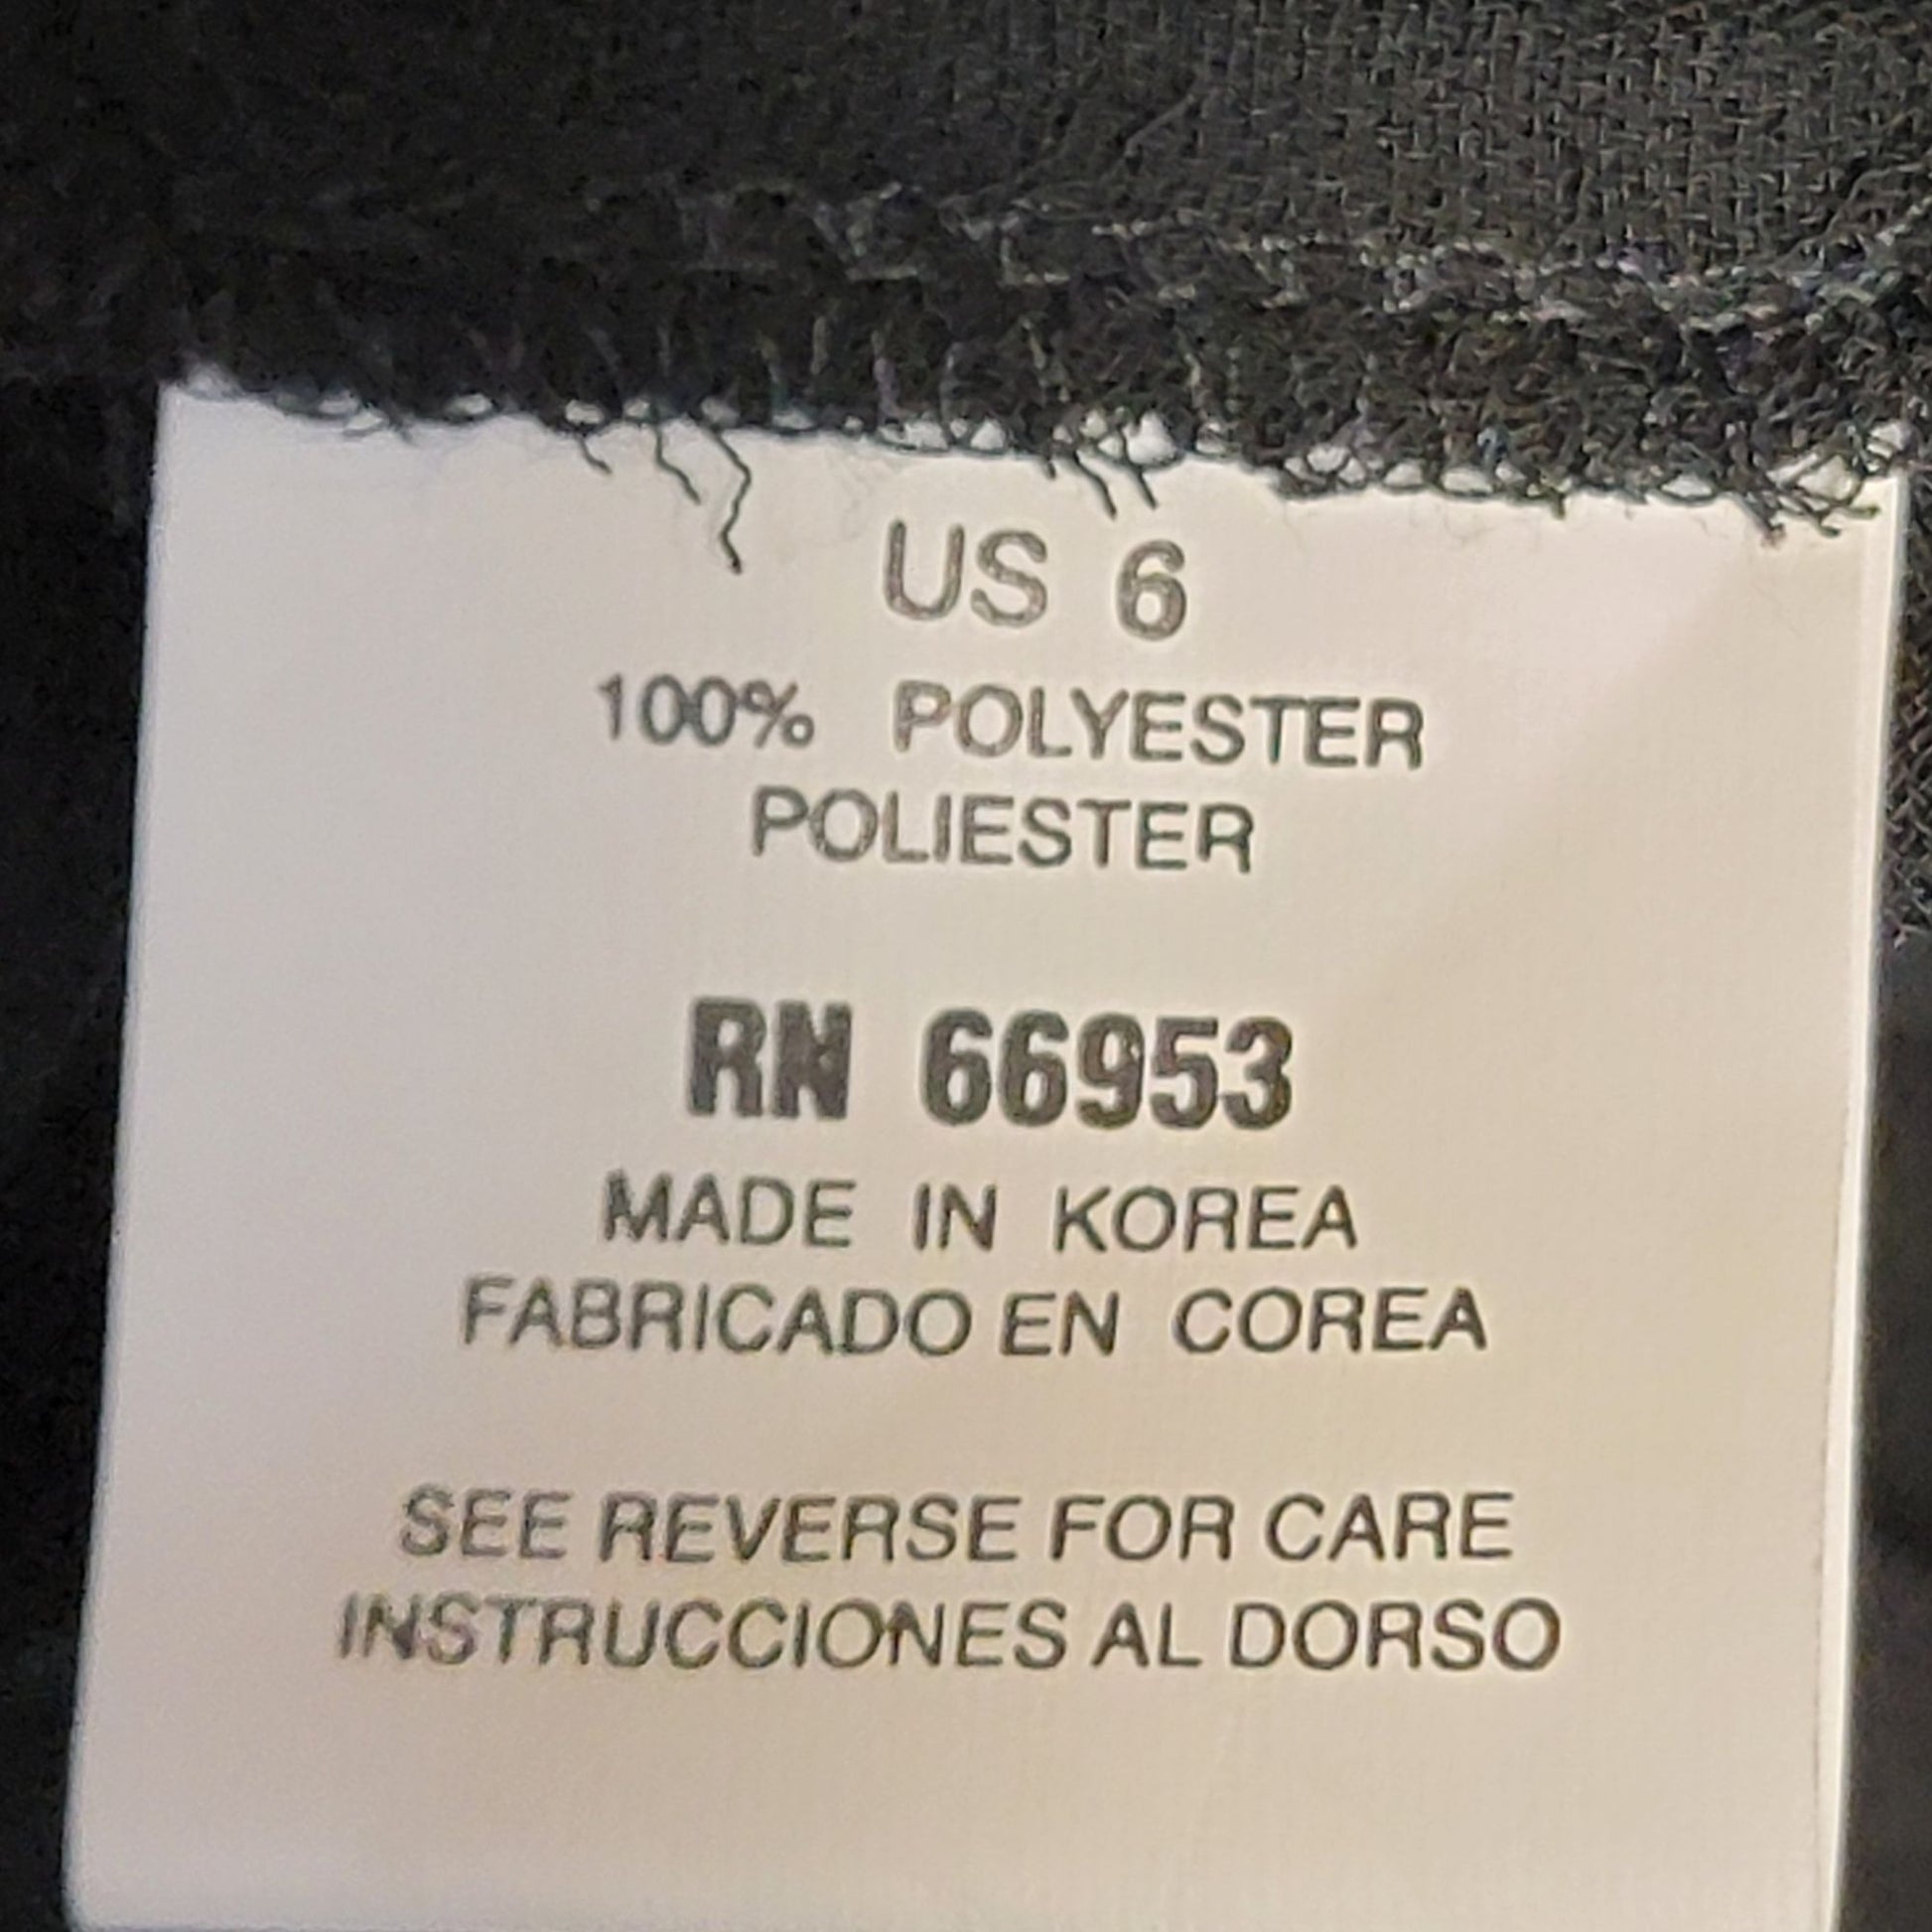 US 6
100% POLYESTER
POLIESTER
RN 66953
MADE IN KOREA
FABRICADO EN COREA
SEE REVERSE FOR CARE
INSTRUCCIONES AL DORSO